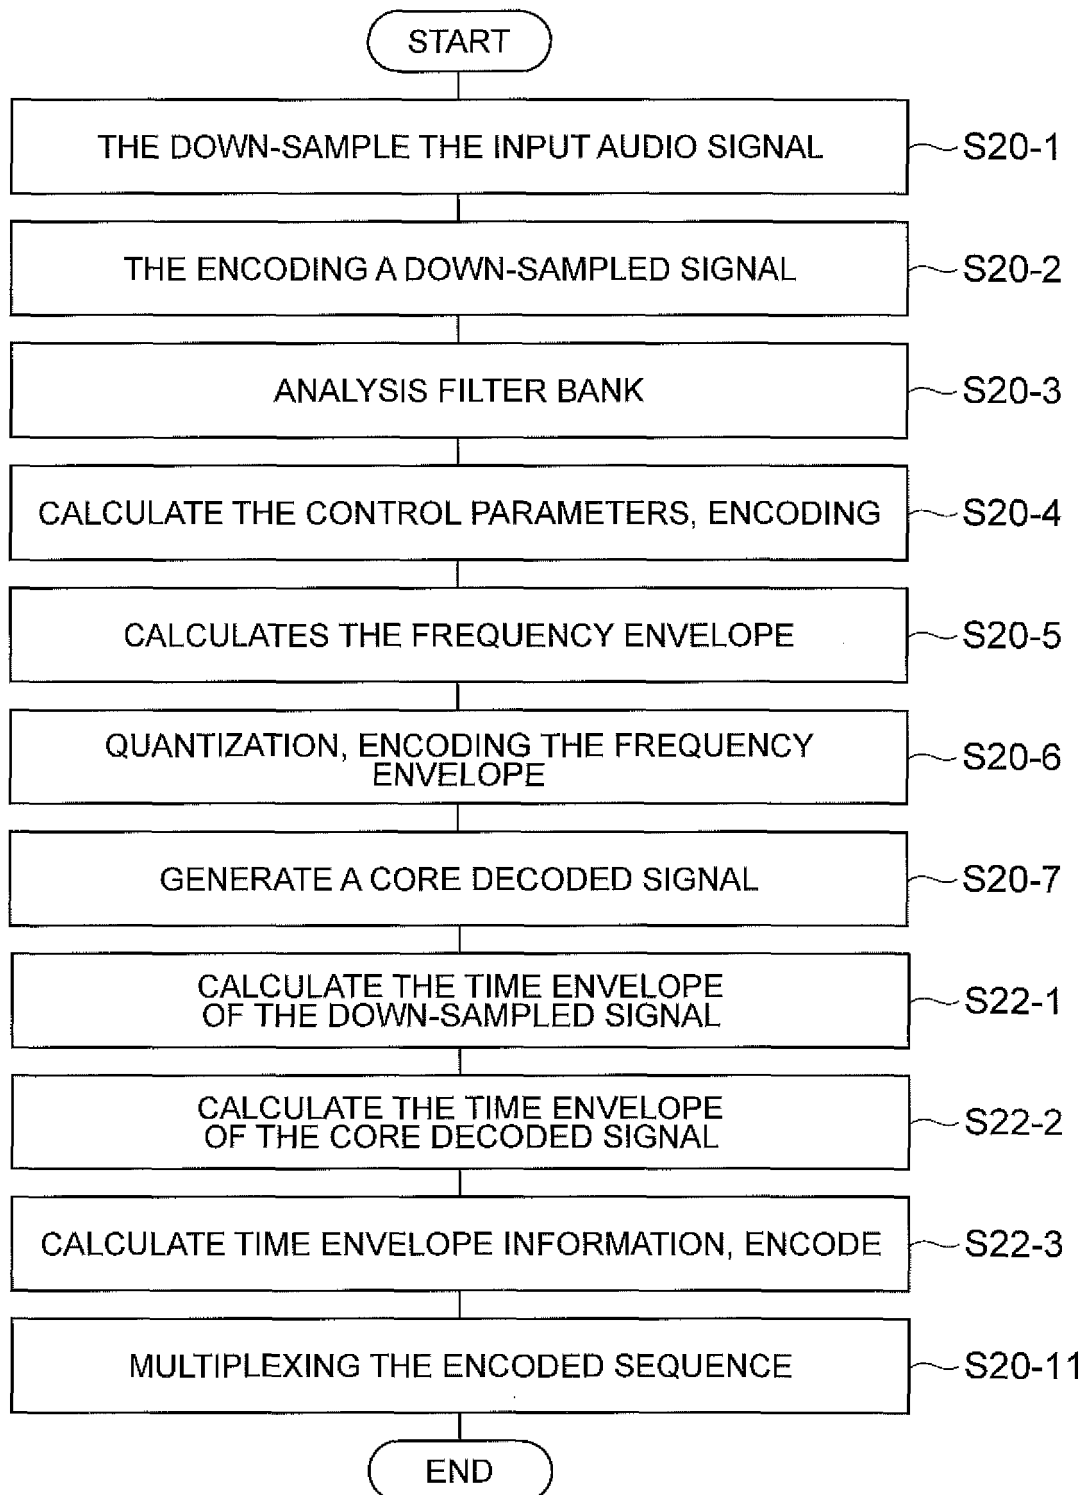 START
THE DOWN-SAMPLE THE INPUT AUDIO SIGNAL
S20-1
THE ENCODING A DOWN-SAMPLED SIGNAL
S20-2
ANALYSIS FILTER BANK
S20-3
CALCULATE THE CONTROL PARAMETERS, ENCODING
S20-4
CALCULATES THE FREQUENCY ENVELOPE
S20-5
QUANTIZATION, ENCODING THE FREQUENCY
ENVELOPE
S20-6
GENERATE A CORE DECODED SIGNAL
S20-7
CALCULATE THE TIME ENVELOPE
OF THE DOWN-SAMPLED SIGNAL
S22-1
CALCULATE THE TIME ENVELOPE
OF THE CORE DECODED SIGNAL
S22-2
CALCULATE TIME ENVELOPE INFORMATION, ENCODE
S22-3
MULTIPLEXING THE ENCODED SEQUENCE
S20-11
END